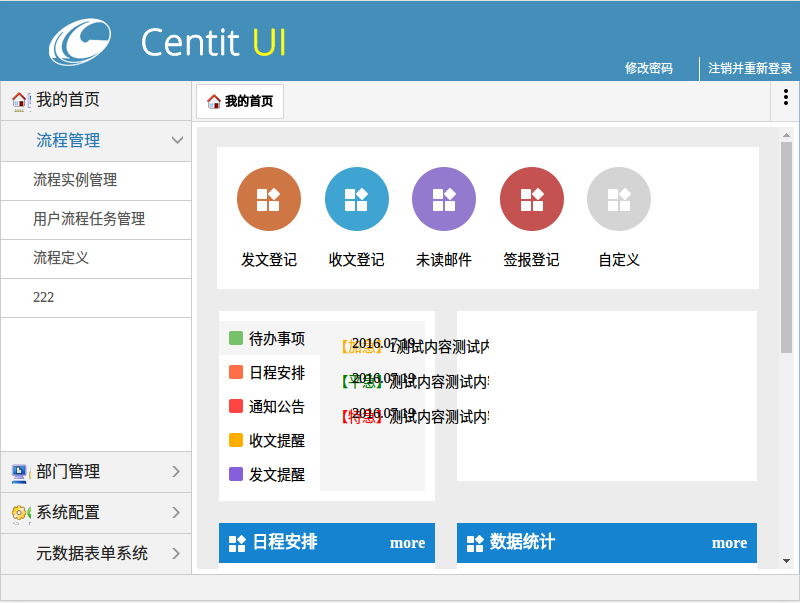 Centit UI
修改密码
注销并重新登录
我的首页
流程管理
流程实例管理
用户流程任务管理
流程定义
222
部门管理
系统配置
元数据表单系统
我的首页
发文登记
收文登记
未读邮件
签报登记
自定义
待办事项
日程安排
通知公告
收文提醒
发文提醒
【加急】1测试内容测试内
2016.07.19
【平急】测试内容测试内
2016.07.19
【特急】测试内容测试内
2016.07.19
日程安排 more
数据统计 more